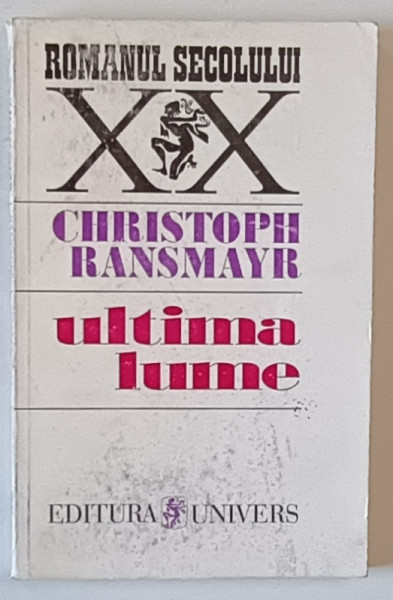 ROMANUL SECOLULUI
XX
CHRISTOPH
RANSMAYR
ultima
lume
EDITURA UNIVERS